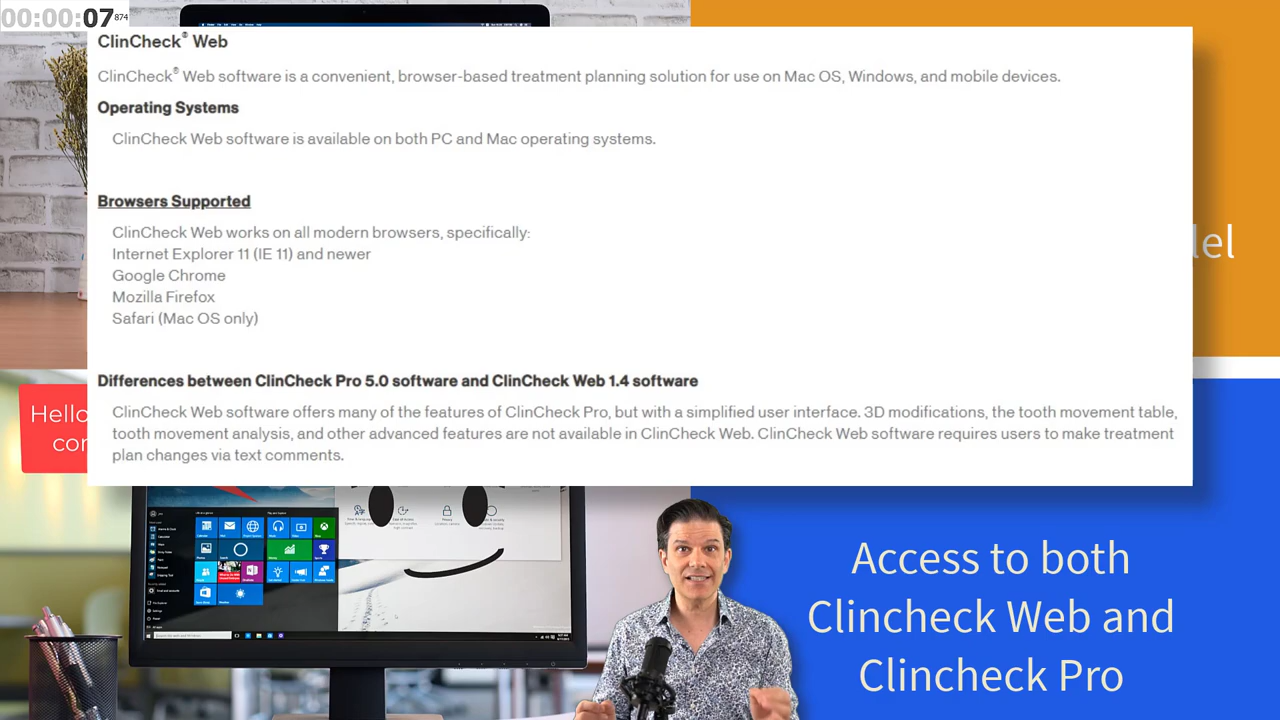 00:00:07 874
ClinCheck® Web
ClinCheck® Web software is a convenient, browser-based treatment planning solution for use on Mac OS, Windows, and mobile devices.
Operating Systems
ClinCheck Web software is available on both PC and Mac operating systems.
Browsers Supported
ClinCheck Web works on all modern browsers, specifically:
Internet Explorer 11 (IE 11) and newer
Google Chrome
Mozilla Firefox
Safari (Mac OS only)
Differences between ClinCheck Pro 5.0 software and ClinCheck Web 1.4 software
ClinCheck Web software offers many of the features of ClinCheck Pro, but with a simplified user interface. 3D modifications, the tooth movement table,
tooth movement analysis, and other advanced features are not available in ClinCheck Web. ClinCheck Web software requires users to make treatment
plan changes via text comments.
lel
Hello
con
Access to both
Clincheck Web and
Clincheck Pro